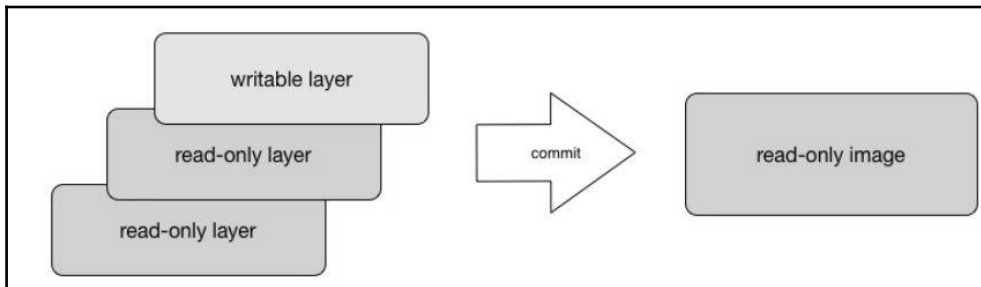 writable layer
read-only layer
read-only layer
commit
read-only image